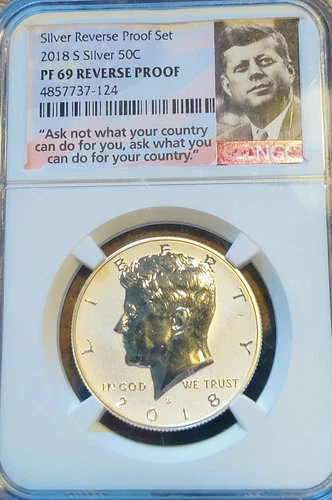 Silver Reverse Proof Set
2018 S Silver 50C
PF 69 REVERSE PROOF
4857737-124
“Ask not what your country
can do for you, ask what you
can do for your country.”
NGC
LIBERTY
IN GOD WE TRUST
S
2018